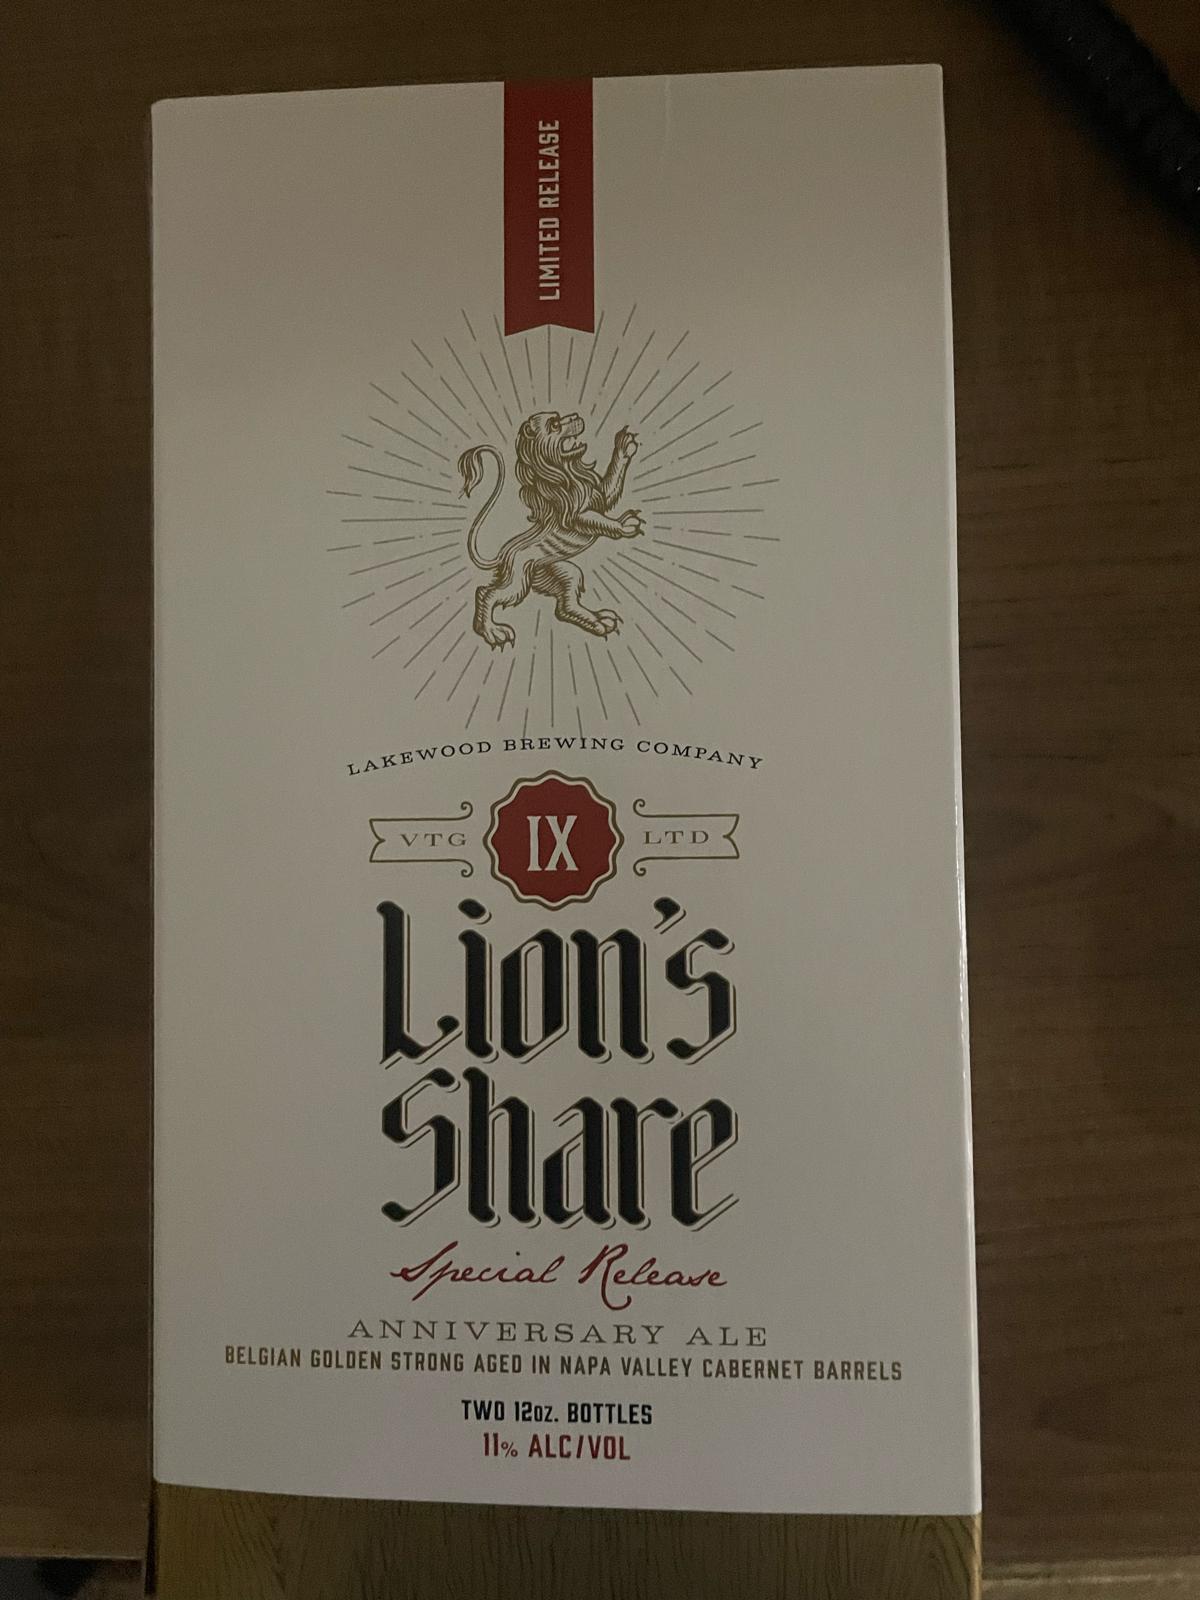 LIMITED RELEASE
LAKEWOOD BREWING COMPANY
VTG IX LTD
Lion's
Share
Special Release
ANNIVERSARY ALE
BELGIAN GOLDEN STRONG AGED IN NAPA VALLEY CABERNET BARRELS
TWO 12oz. BOTTLES
11% ALC/VOL